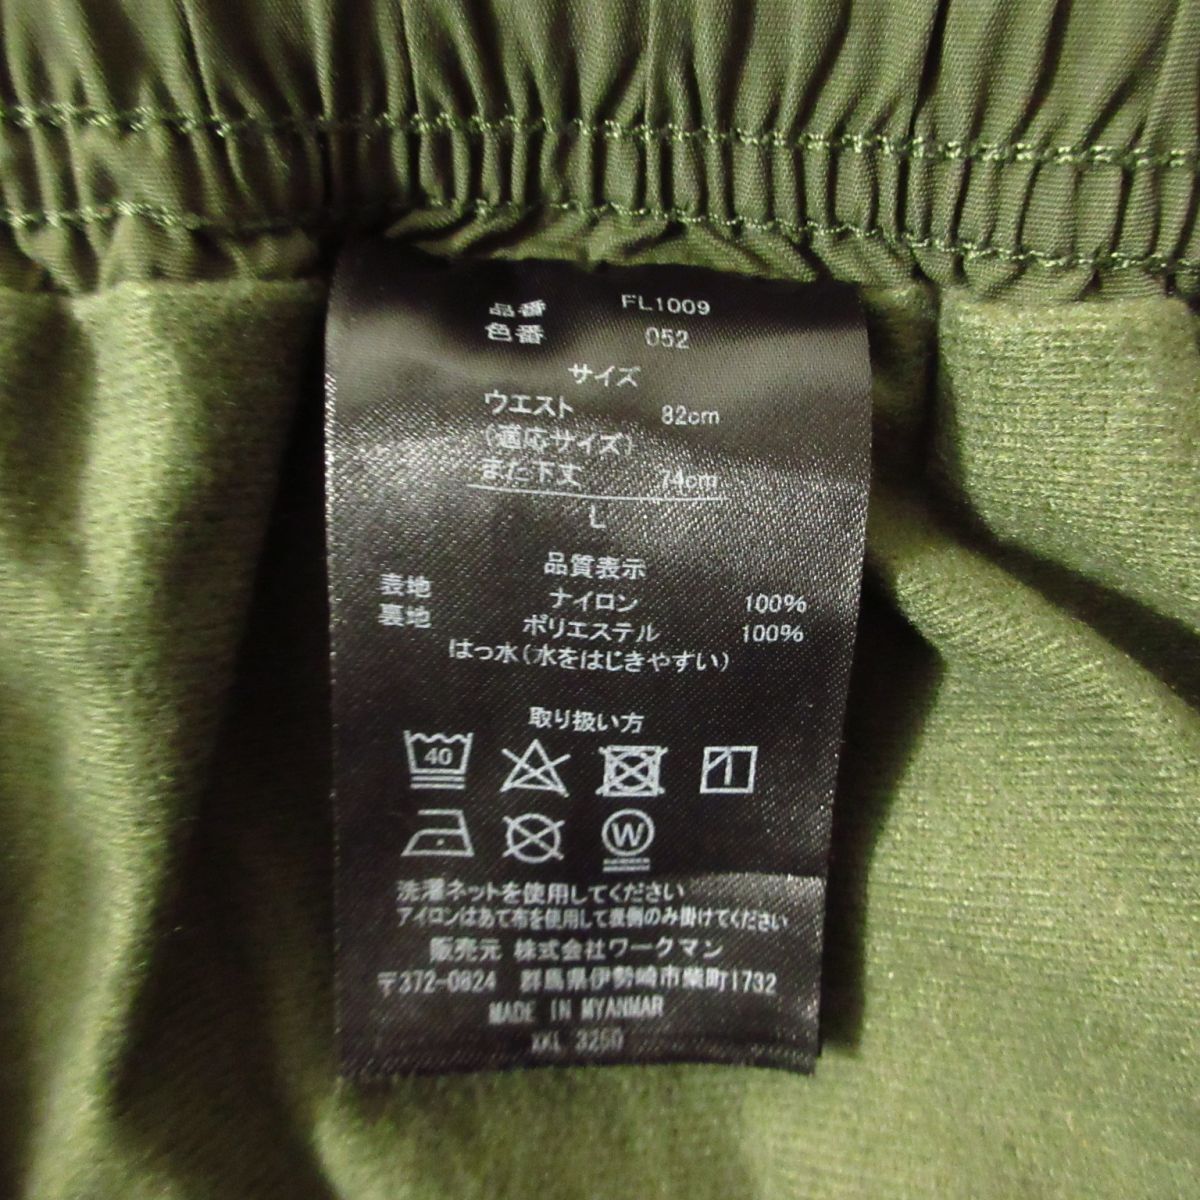 品番 FL1009
色番 052
サイズ
ウエスト 82cm
(適応サイズ)
また下丈 74cm
L
品質表示
表地 ナイロン 100%
裏地 ポリエステル 100%
はっ水(水をはじきやすい)
取り扱い方
40
W
洗濯ネットを使用してください
アイロンはあて布を使用して裏側のみ掛けてください
販売元 株式会社ワークマン
〒372-0824 群馬県伊勢崎市柴町1732
MADE IN MYANMAR
XXL 3250